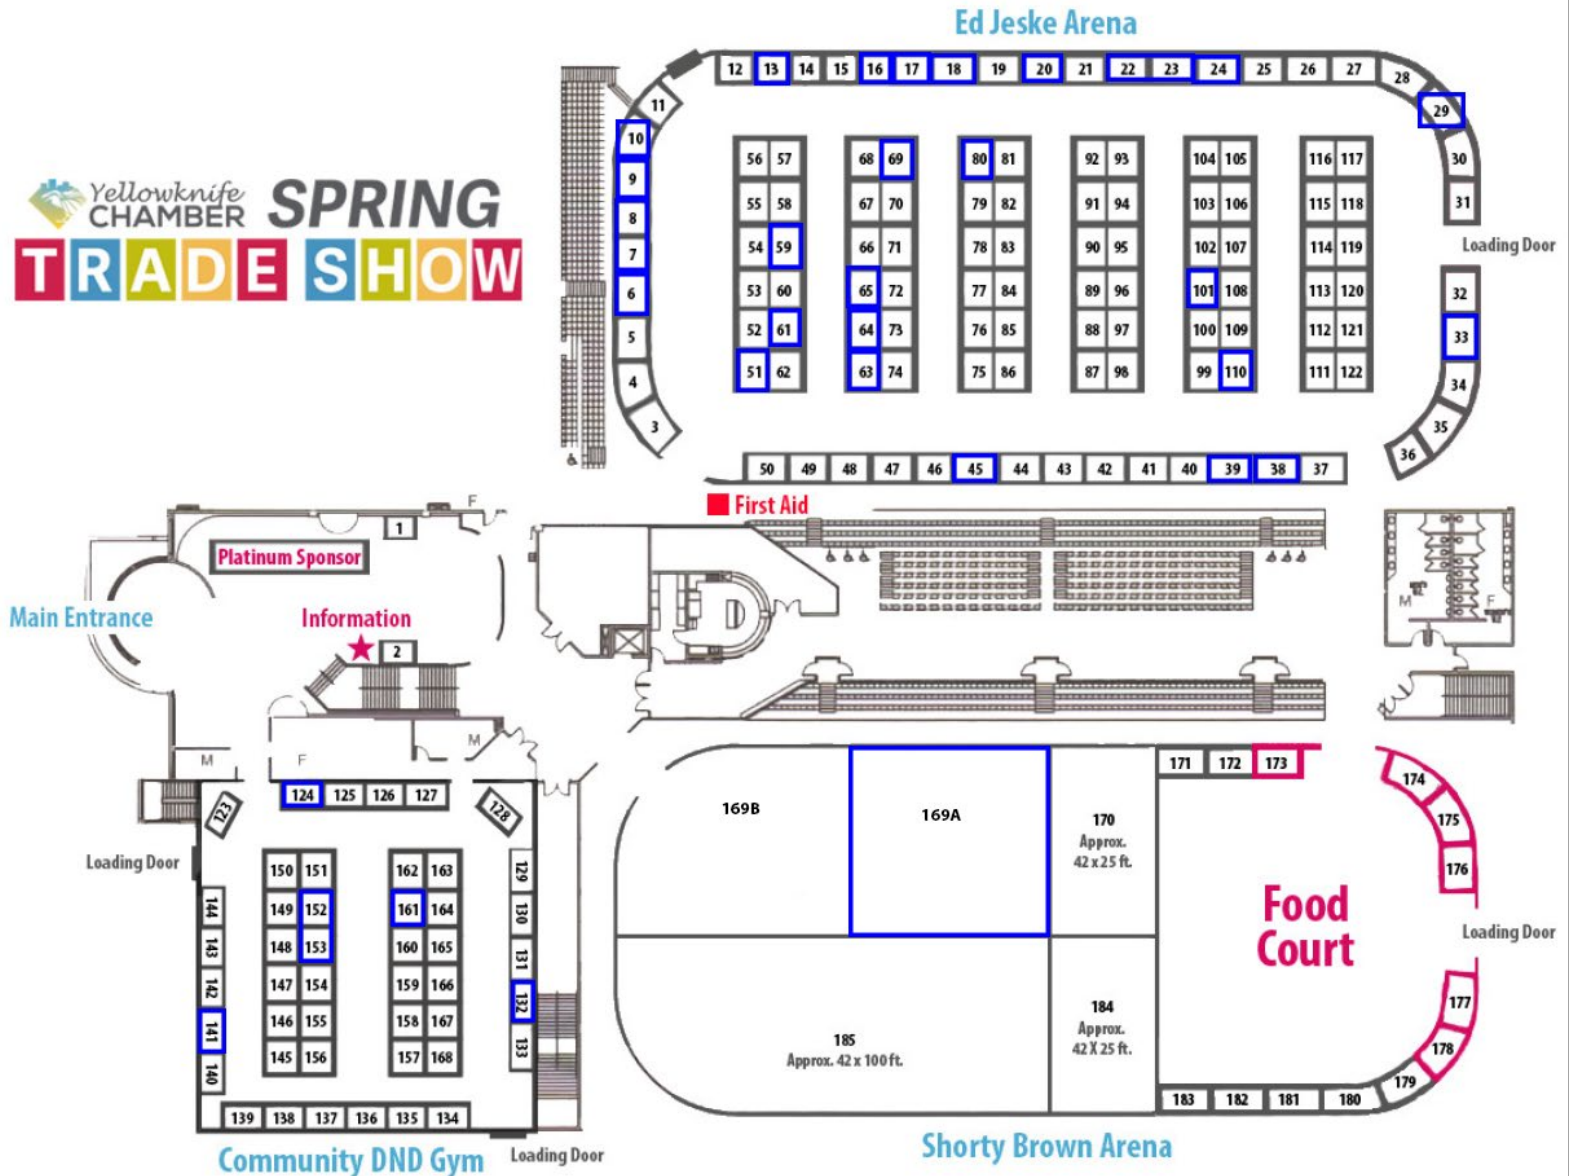 Ed Jeske Arena
12 13 14 15 16 17 18 19 20 21 22 23 24 25 26 27 28
29
11
10
9
8
7
6
5
4
3
30
31
Loading Door
32
33
34
35
36
Yellowknife
CHAMBER
SPRING
TRADE SHOW
56 57 68 69 80 81 92 93 104 105 116 117
55 58 67 70 79 82 91 94 103 106 115 118
54 59 66 71 78 83 90 95 102 107 114 119
53 60 65 72 77 84 89 96 101 108 113 120
52 61 64 73 76 85 88 97 100 109 112 121
51 62 63 74 75 86 87 98 99 110 111 122
50 49 48 47 46 45 44 43 42 41 40 39 38 37
First Aid
F
1
Platinum Sponsor
Main Entrance
Information
2
M
F
M
F
M
123
124 125 126 127
128
Loading Door
150 151 162 163
149 152 161 164
148 153 160 165
147 154 159 166
146 155 158 167
145 156 157 168
144
143
142
141
140
129
130
131
132
133
139 138 137 136 135 134
Community DND Gym
Loading Door
169B
169A
170
Approx.
42 x 25 ft.
171 172 173
174
175
176
Food
Court
Loading Door
177
178
179
185
Approx. 42 x 100 ft.
184
Approx.
42 X 25 ft.
183 182 181 180
Shorty Brown Arena